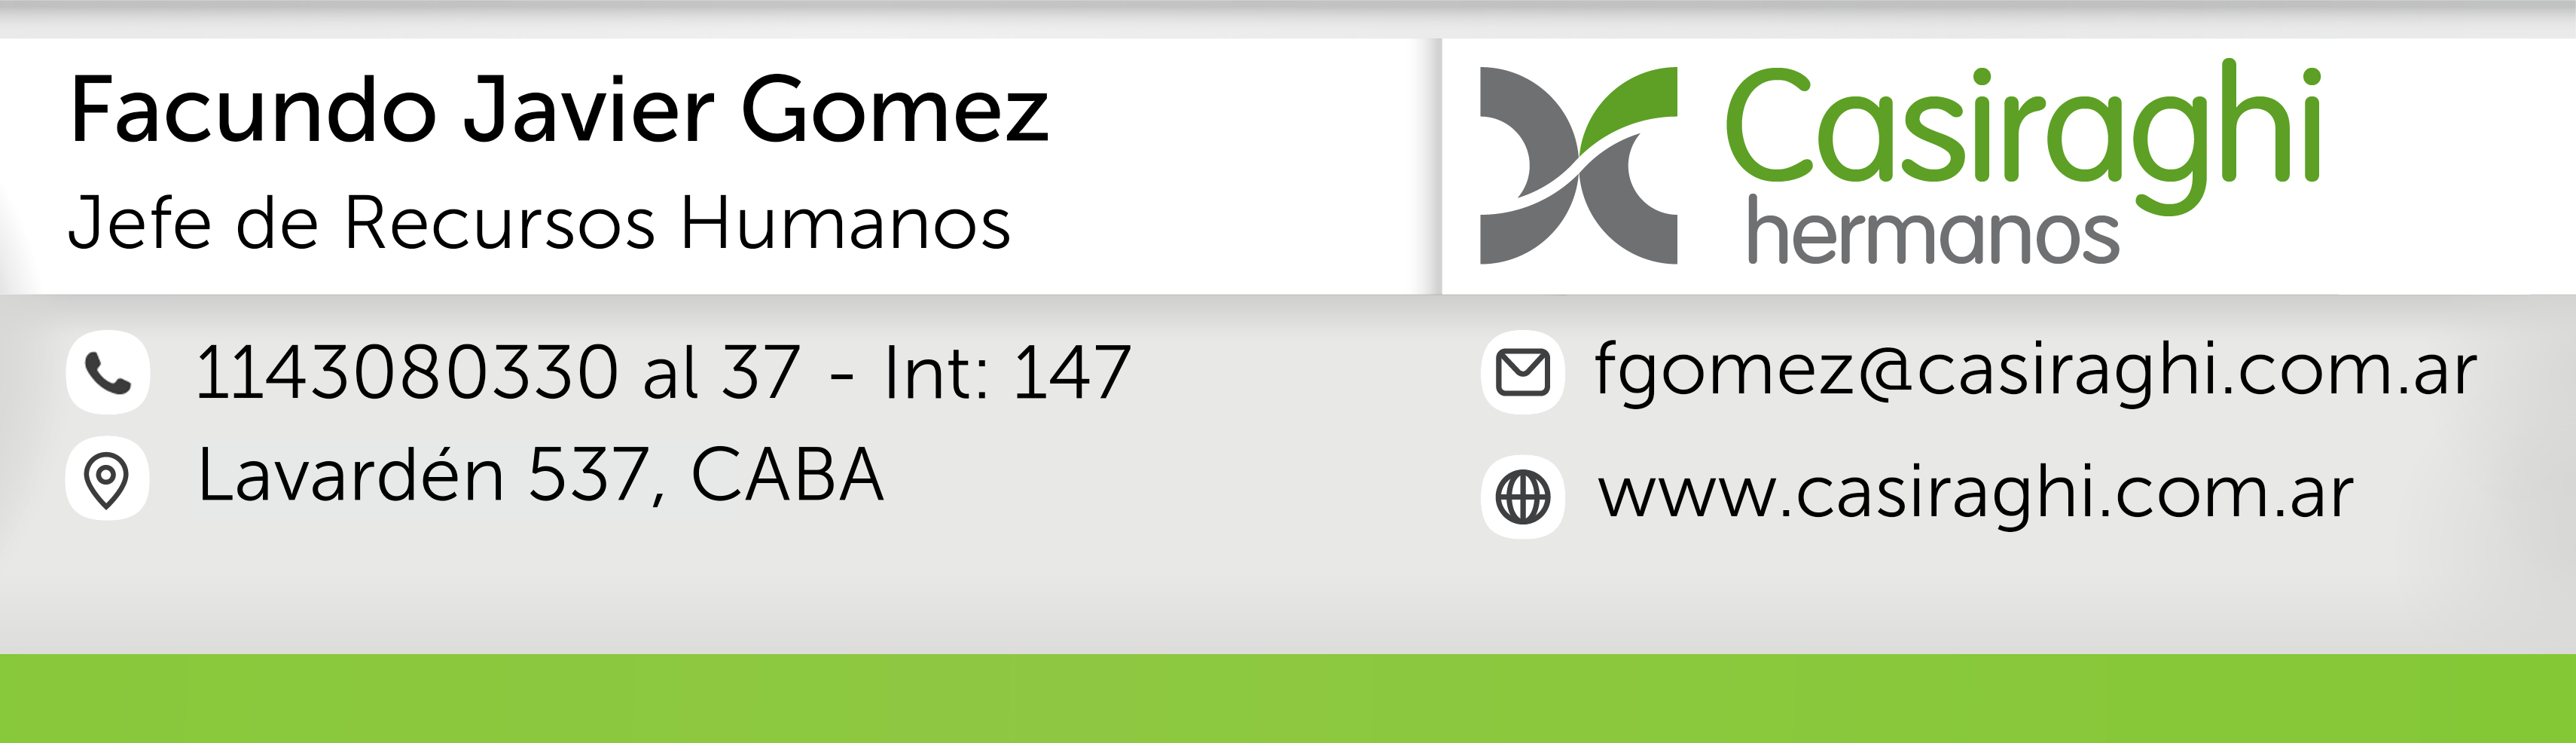 Facundo Javier Gomez
Jefe de Recursos Humanos
Casiraghi
hermanos
1143080330 al 37 - Int: 147
Lavardén 537, CABA
fgomez@casiraghi.com.ar
www.casiraghi.com.ar